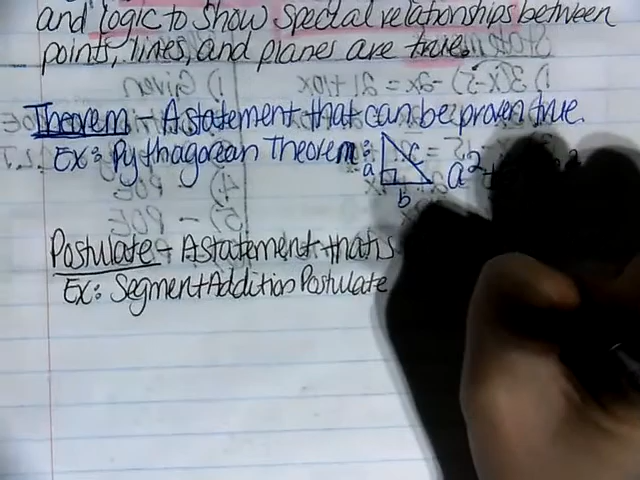 and logic to show special relationships between
points, lines, and planes are true.
Theorem - A statement that can be proven true.
Ex: Pythagorean Theorem: a b c a²
Postulate - A statement that is
Ex: Segment Addition Postulate